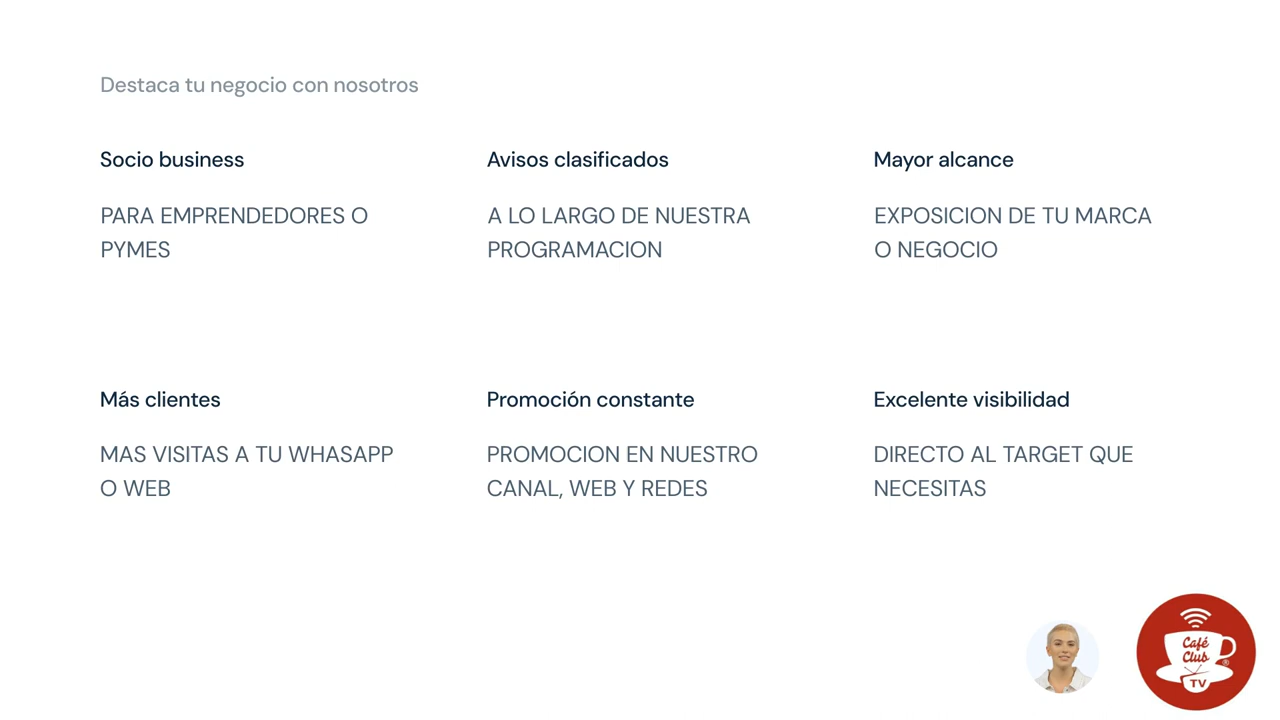 Destaca tu negocio con nosotros
Socio business
PARA EMPRENDEDORES O
PYMES
Avisos clasificados
A LO LARGO DE NUESTRA
PROGRAMACION
Mayor alcance
EXPOSICION DE TU MARCA
O NEGOCIO
Más clientes
MAS VISITAS A TU WHASAPP
O WEB
Promoción constante
PROMOCION EN NUESTRO
CANAL, WEB Y REDES
Excelente visibilidad
DIRECTO AL TARGET QUE
NECESITAS
Café
Club
®
TV